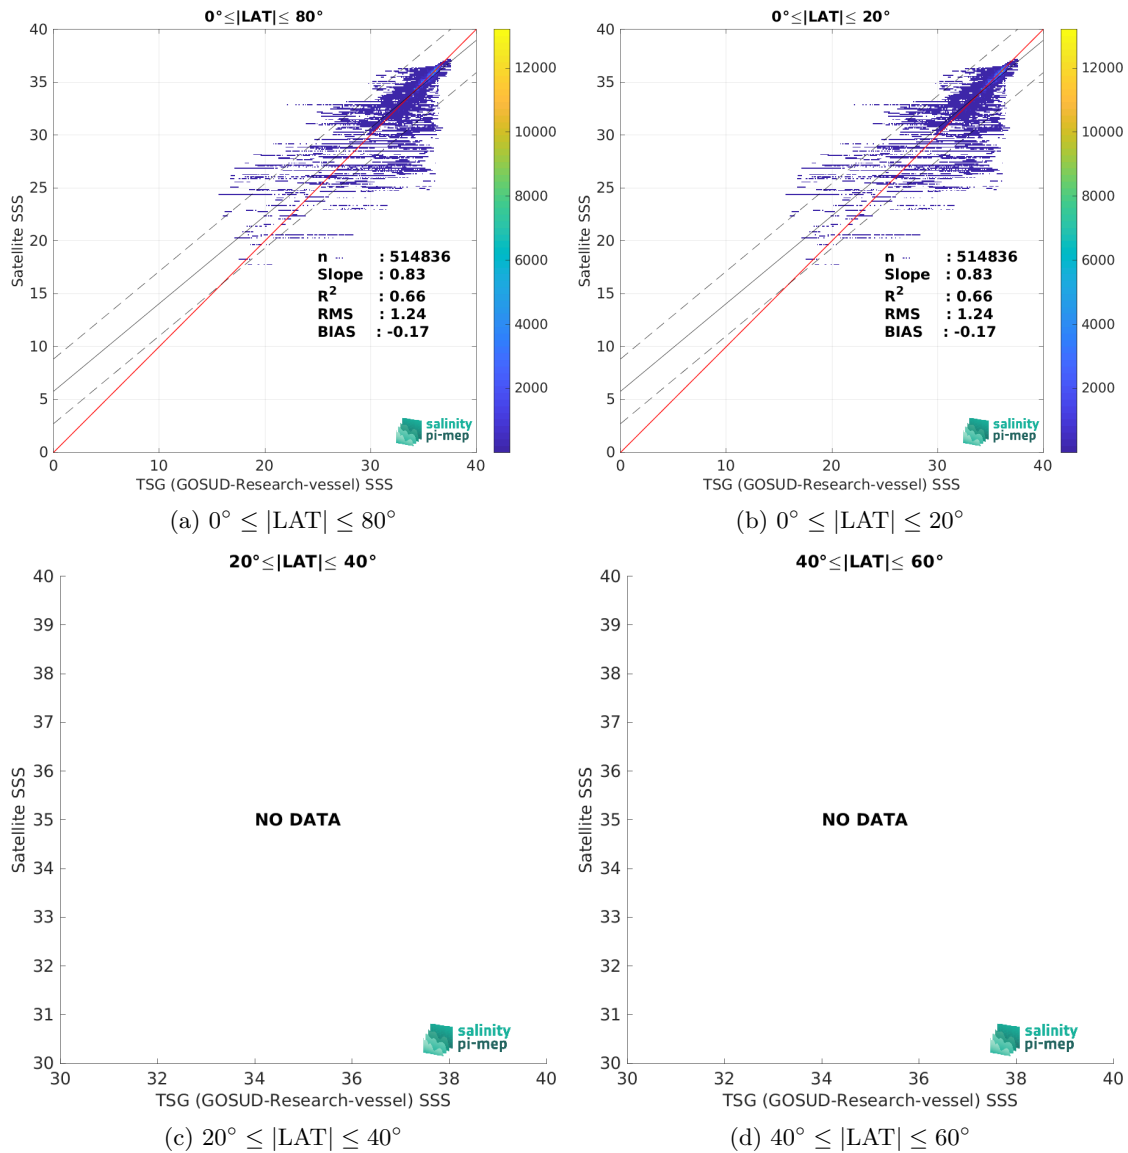 0°≤|LAT|≤ 80°
40
35
30
25
20
15
10
5
0
Satellite SSS
n : 514836
Slope : 0.83
R² : 0.66
RMS : 1.24
BIAS : -0.17
salinity
pi-mep
0 10 20 30 40
TSG (GOSUD-Research-vessel) SSS
12000
10000
8000
6000
4000
2000
(a) 0° ≤ |LAT| ≤ 80°
0°≤|LAT|≤ 20°
40
35
30
25
20
15
10
5
0
Satellite SSS
n : 514836
Slope : 0.83
R² : 0.66
RMS : 1.24
BIAS : -0.17
salinity
pi-mep
0 10 20 30 40
TSG (GOSUD-Research-vessel) SSS
12000
10000
8000
6000
4000
2000
(b) 0° ≤ |LAT| ≤ 20°
20°≤|LAT|≤ 40°
40
39
38
37
36
35
34
33
32
31
30
Satellite SSS
NO DATA
salinity
pi-mep
30 32 34 36 38 40
TSG (GOSUD-Research-vessel) SSS
(c) 20° ≤ |LAT| ≤ 40°
40°≤|LAT|≤ 60°
40
39
38
37
36
35
34
33
32
31
30
Satellite SSS
NO DATA
salinity
pi-mep
30 32 34 36 38 40
TSG (GOSUD-Research-vessel) SSS
(d) 40° ≤ |LAT| ≤ 60°